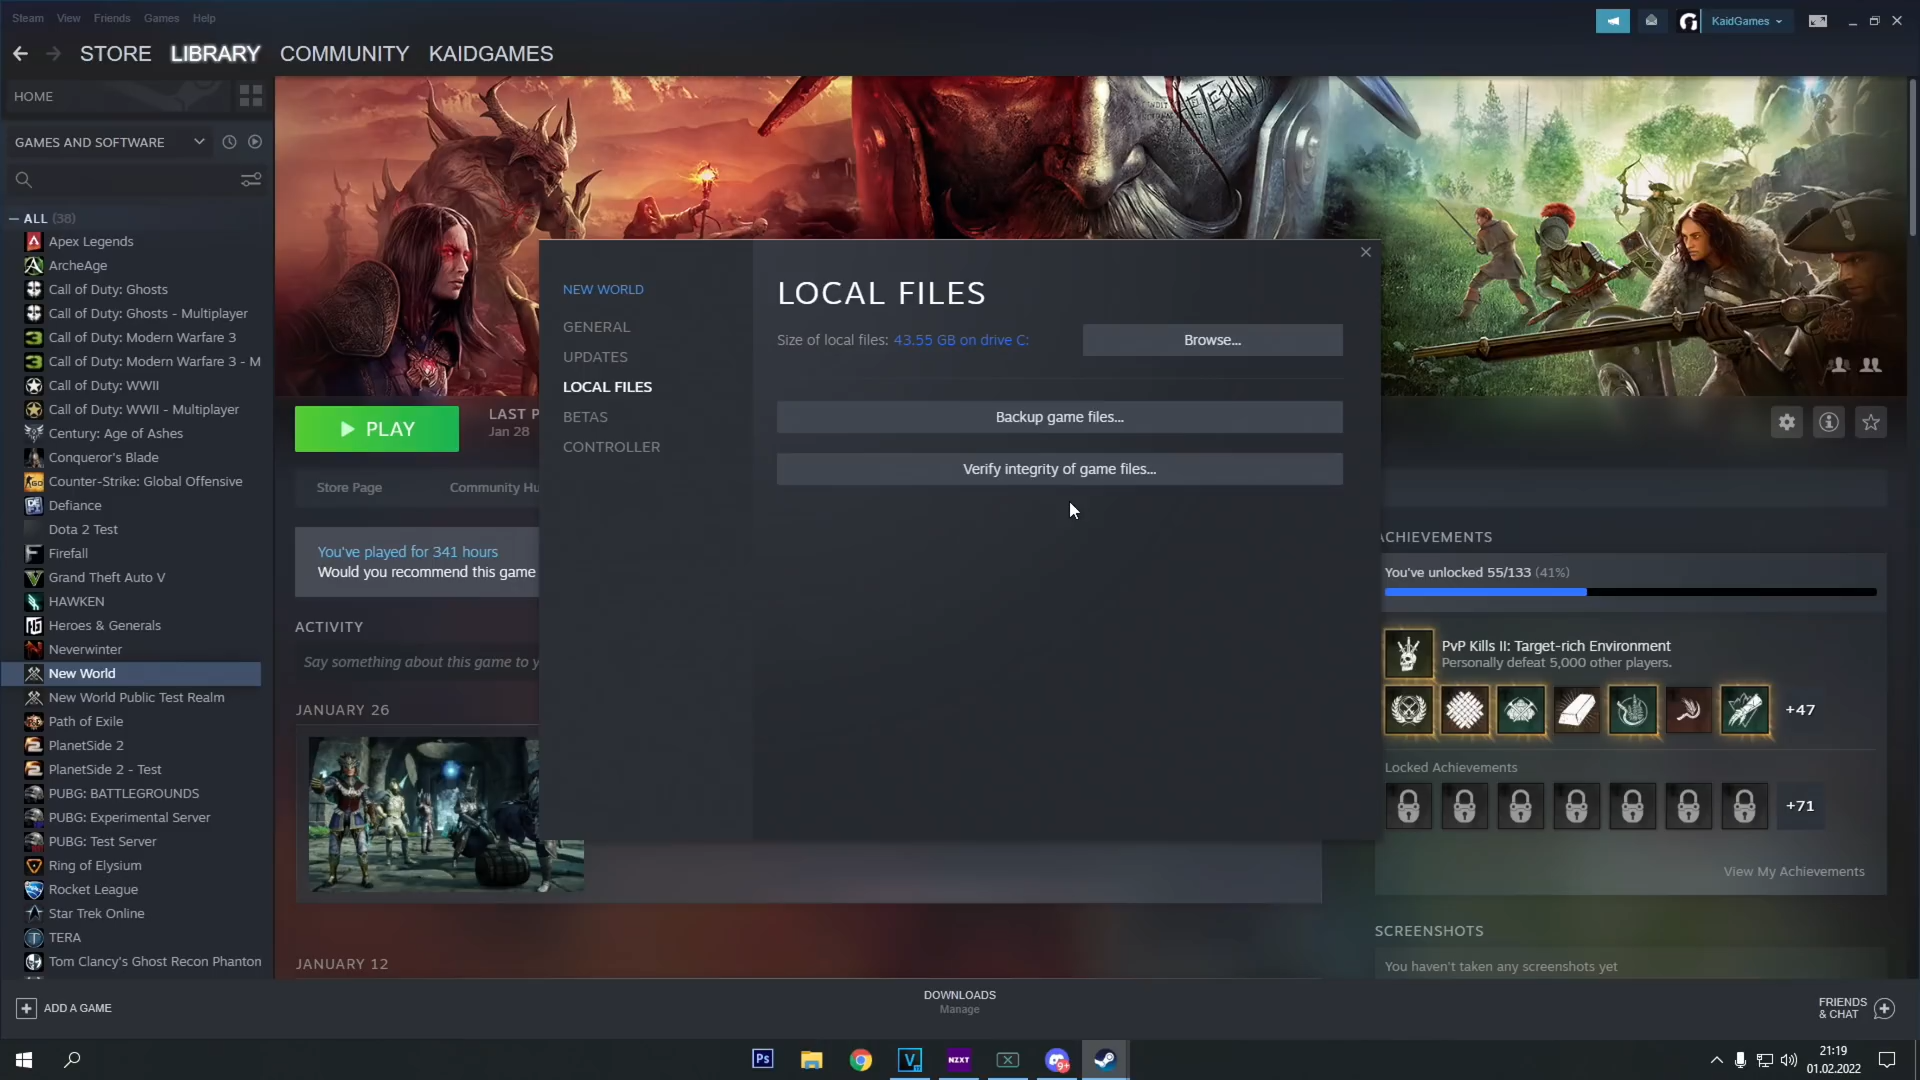 Steam View Friends Games Help
KaidGames
STORE LIBRARY COMMUNITY KAIDGAMES
HOME
GAMES AND SOFTWARE
ALL (38)
Apex Legends
ArcheAge
Call of Duty: Ghosts
Call of Duty: Ghosts - Multiplayer
Call of Duty: Modern Warfare 3
Call of Duty: Modern Warfare 3 - M
Call of Duty: WWII
Call of Duty: WWII - Multiplayer
Century: Age of Ashes
Conqueror's Blade
Counter-Strike: Global Offensive
Defiance
Dota 2 Test
Firefall
Grand Theft Auto V
HAWKEN
Heroes & Generals
Neverwinter
New World
New World Public Test Realm
Path of Exile
PlanetSide 2
PlanetSide 2 - Test
PUBG: BATTLEGROUNDS
PUBG: Experimental Server
PUBG: Test Server
Ring of Elysium
Rocket League
Star Trek Online
TERA
Tom Clancy's Ghost Recon Phanton
ADD A GAME
PLAY
LAST P
Jan 28
Store Page
Community Hu
You've played for 341 hours
Would you recommend this game
ACTIVITY
Say something about this game to y
JANUARY 26
JANUARY 12
NEW WORLD
GENERAL
UPDATES
LOCAL FILES
BETAS
CONTROLLER
LOCAL FILES
Size of local files: 43.55 GB on drive C:
Browse...
Backup game files...
Verify integrity of game files...
ACHIEVEMENTS
You've unlocked 55/133 (41%)
PvP Kills II: Target-rich Environment
Personally defeat 5,000 other players.
+47
Locked Achievements
+71
View My Achievements
SCREENSHOTS
You haven't taken any screenshots yet
DOWNLOADS
Manage
FRIENDS
& CHAT
Ps
V
NZXT
9+
21:19
01.02.2022